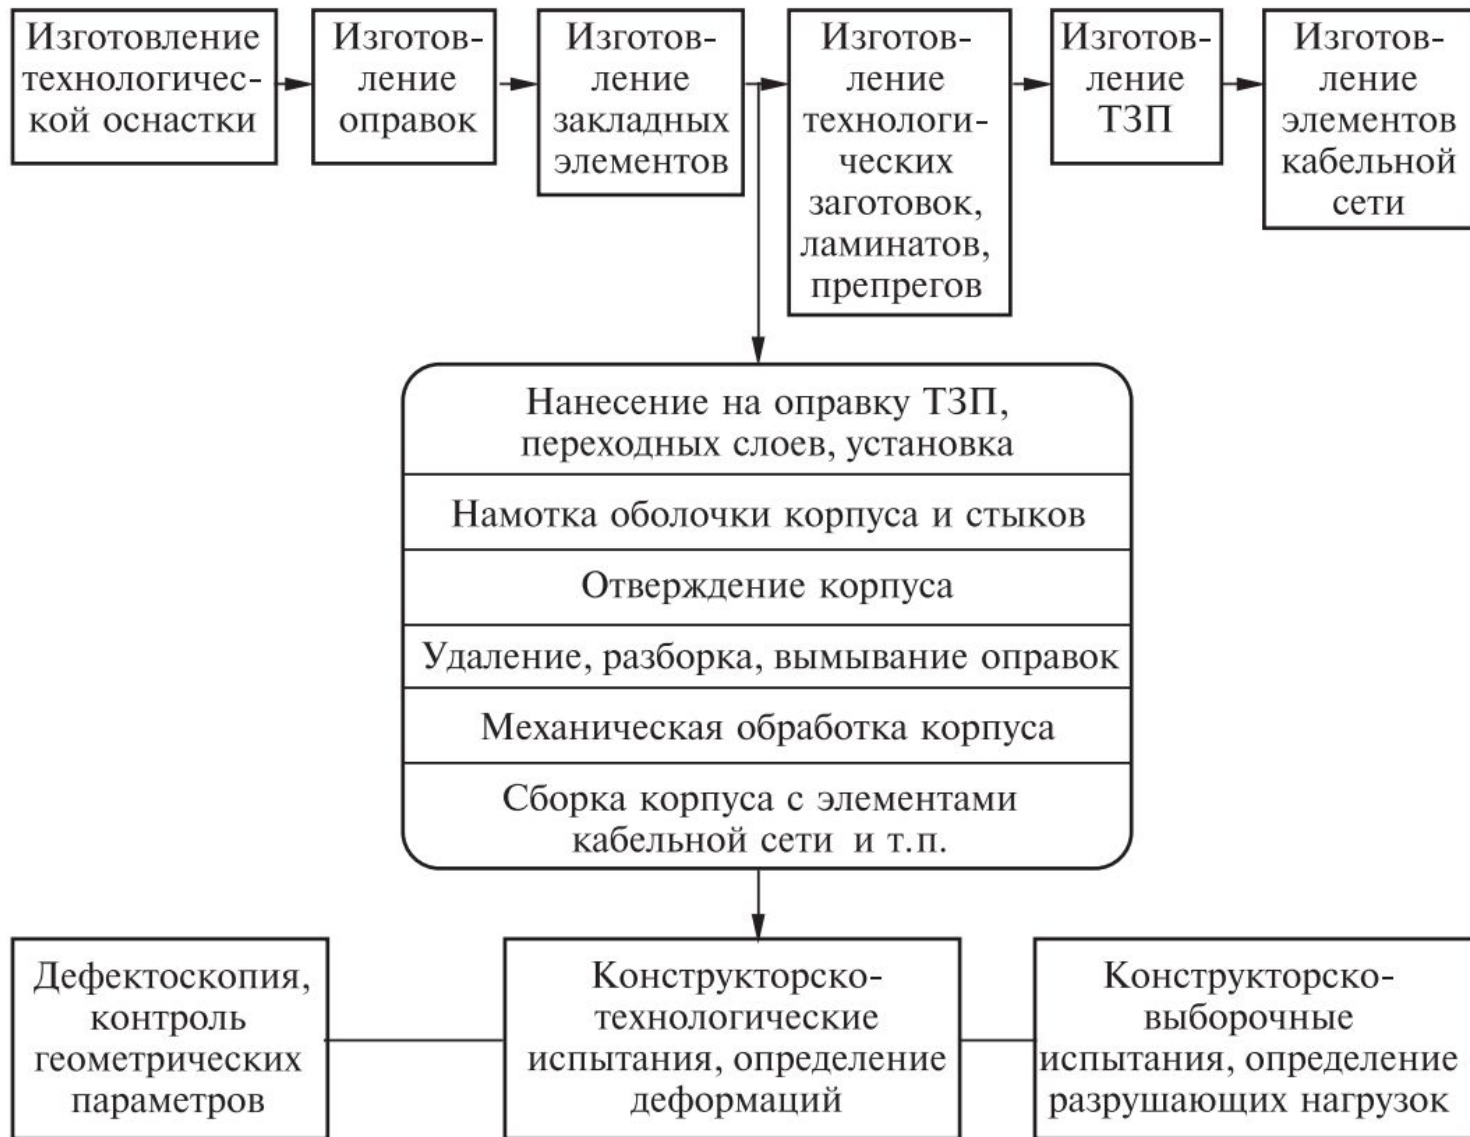 Изготовление
технологичес-
кой оснастки
Изготов-
ление
оправок
Изготов-
ление
закладных
элементов
Изготов-
ление
технологи-
ческих
заготовок,
ламинатов,
препрегов
Изготов-
ление
ТЗП
Изготов-
ление
элементов
кабельной
сети
Нанесение на оправку ТЗП,
переходных слоев, установка
Намотка оболочки корпуса и стыков
Отверждение корпуса
Удаление, разборка, вымывание оправок
Механическая обработка корпуса
Сборка корпуса с элементами
кабельной сети и т.п.
Дефектоскопия,
контроль
геометрических
параметров
Конструкторско-
технологические
испытания, определение
деформаций
Конструкторско-
выборочные
испытания, определение
разрушающих нагрузок